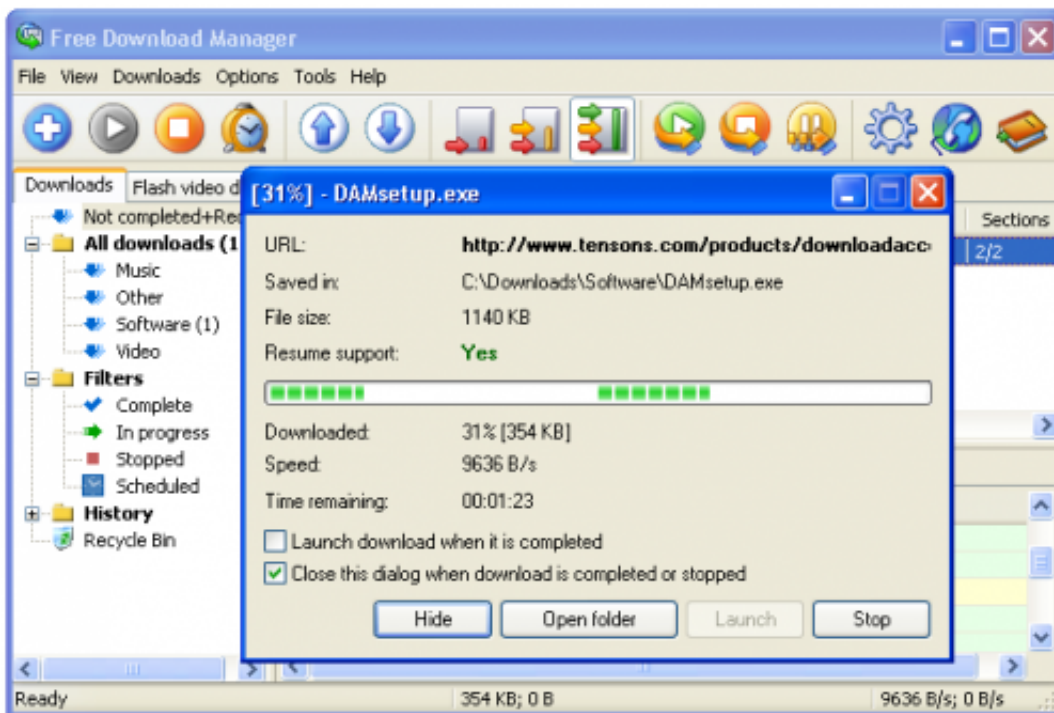 Free Download Manager
File View Downloads Options Tools Help
Downloads Flash video d
Not completed+Rec
All downloads (1
Music
Other
Software (1)
Video
Filters
Complete
In progress
Stopped
Scheduled
History
Recycle Bin
Sections
2/2
[31%] - DAMsetup.exe
URL: http://www.tensons.com/products/downloadacc
Saved in: C:\Downloads\Software\DAMsetup.exe
File size: 1140 KB
Resume support: Yes
Downloaded: 31% [354 KB]
Speed: 9636 B/s
Time remaining: 00:01:23
Launch download when it is completed
Close this dialog when download is completed or stopped
Hide Open folder Launch Stop
Ready 354 KB; 0 B 9636 B/s; 0 B/s